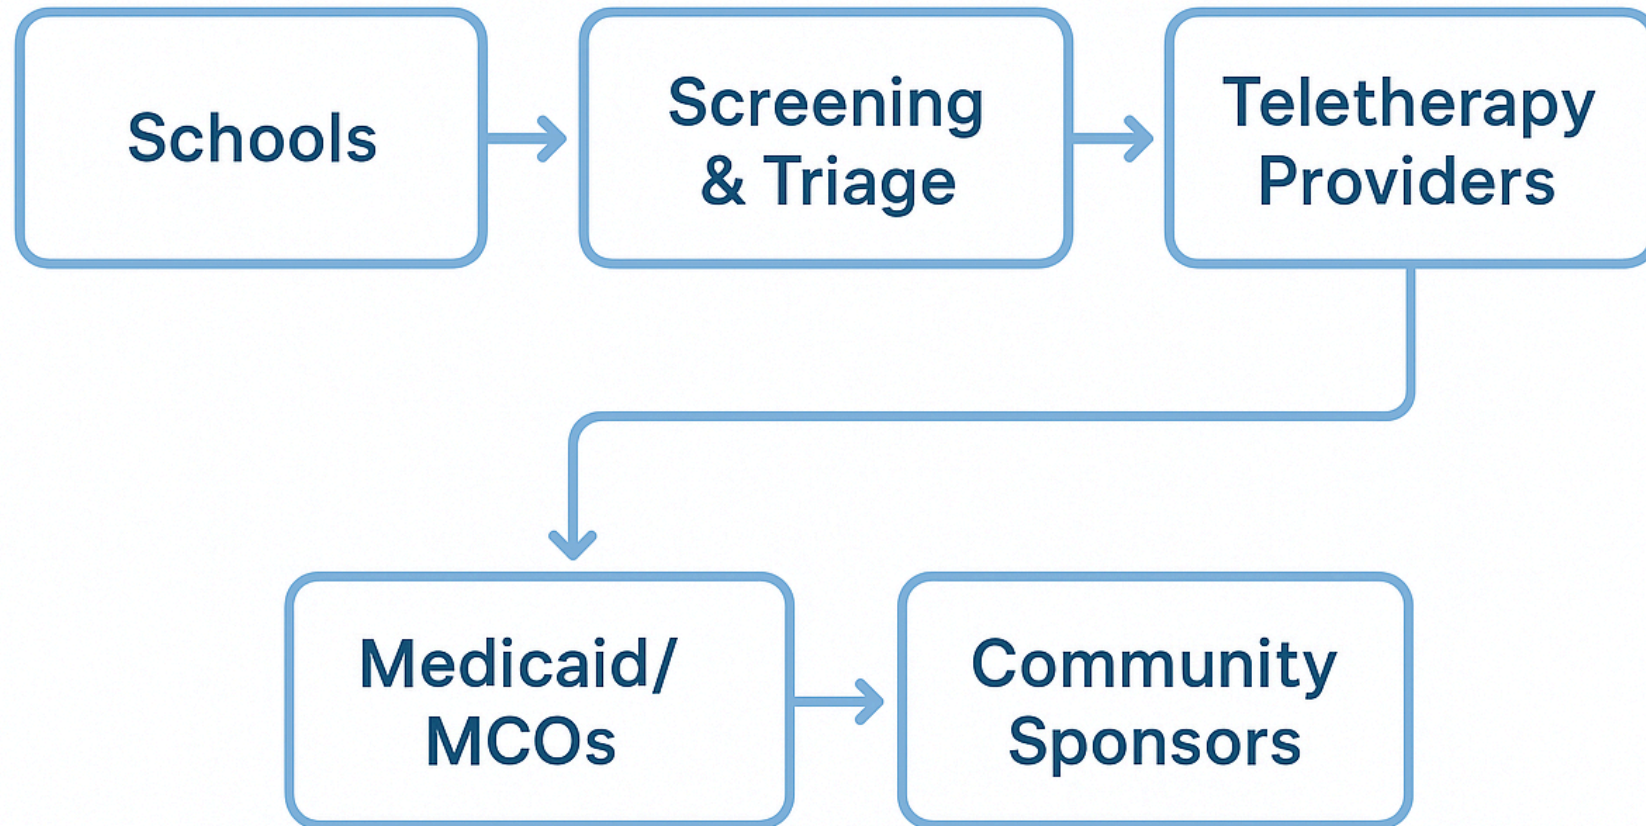 Schools
Screening
& Triage
Teletherapy
Providers
Medicaid/
MCOs
Community
Sponsors